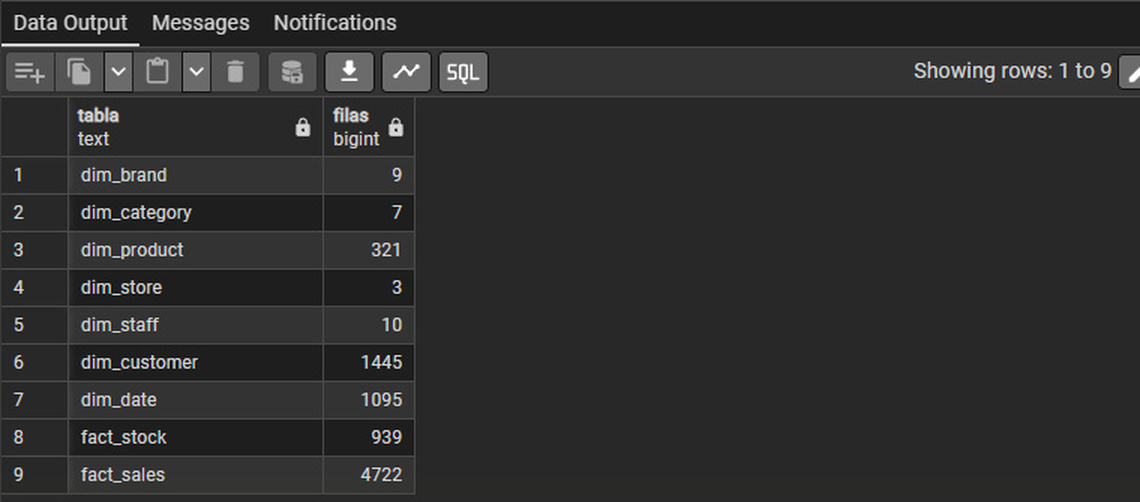 Data Output Messages Notifications
SQL Showing rows: 1 to 9
tabla filas
text bigint
1 dim_brand 9
2 dim_category 7
3 dim_product 321
4 dim_store 3
5 dim_staff 10
6 dim_customer 1445
7 dim_date 1095
8 fact_stock 939
9 fact_sales 4722